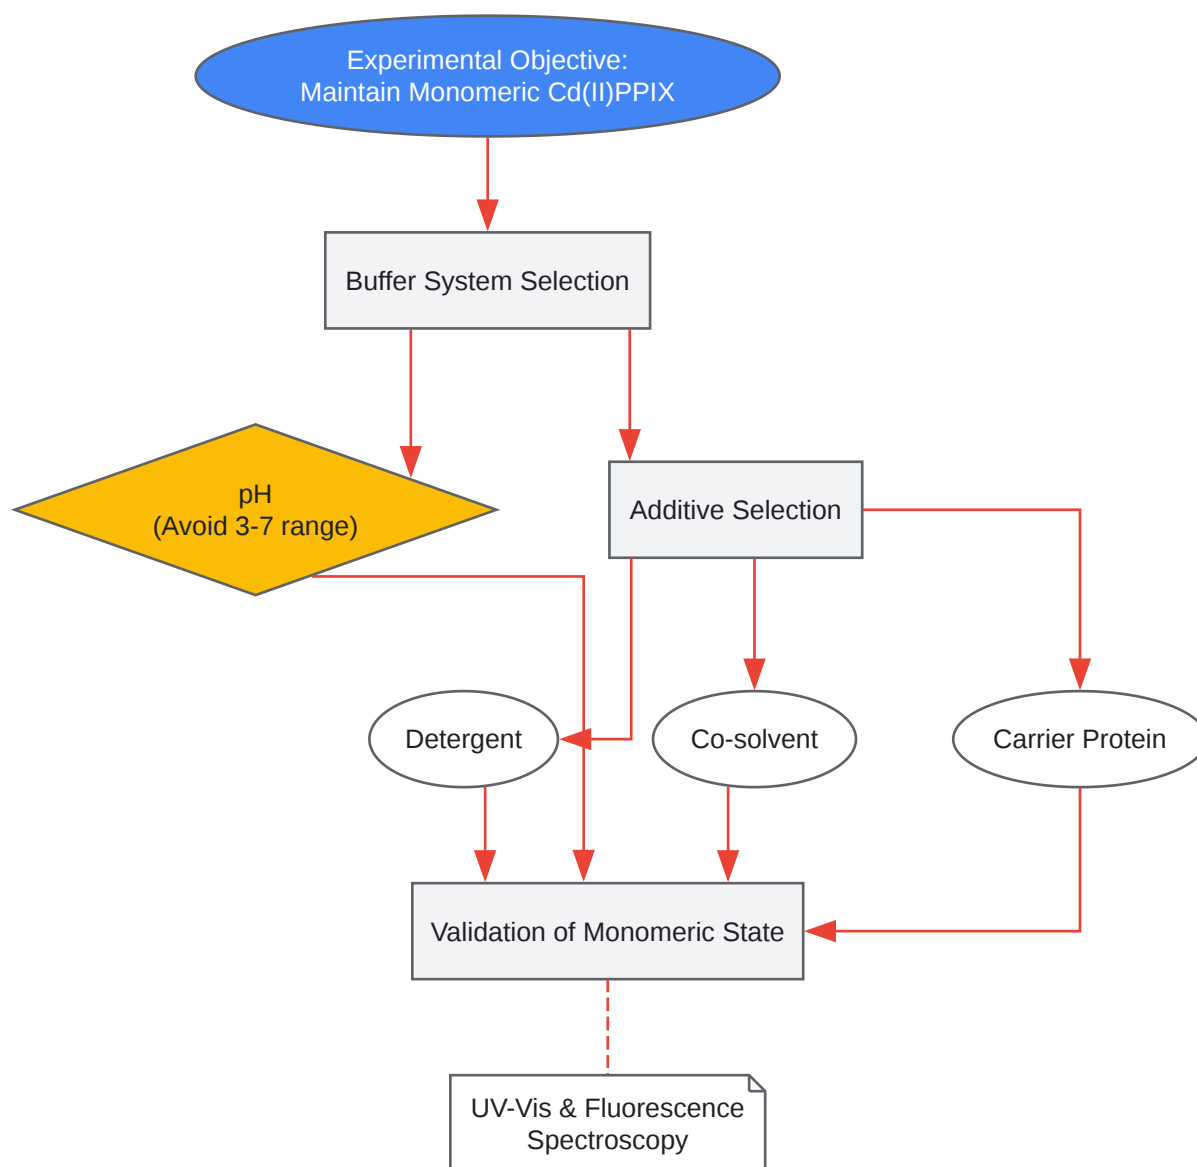 Experimental Objective:
Maintain Monomeric Cd(II)PPIX
Buffer System Selection
pH
(Avoid 3-7 range)
Additive Selection
Detergent
Co-solvent
Carrier Protein
Validation of Monomeric State
UV-Vis & Fluorescence
Spectroscopy